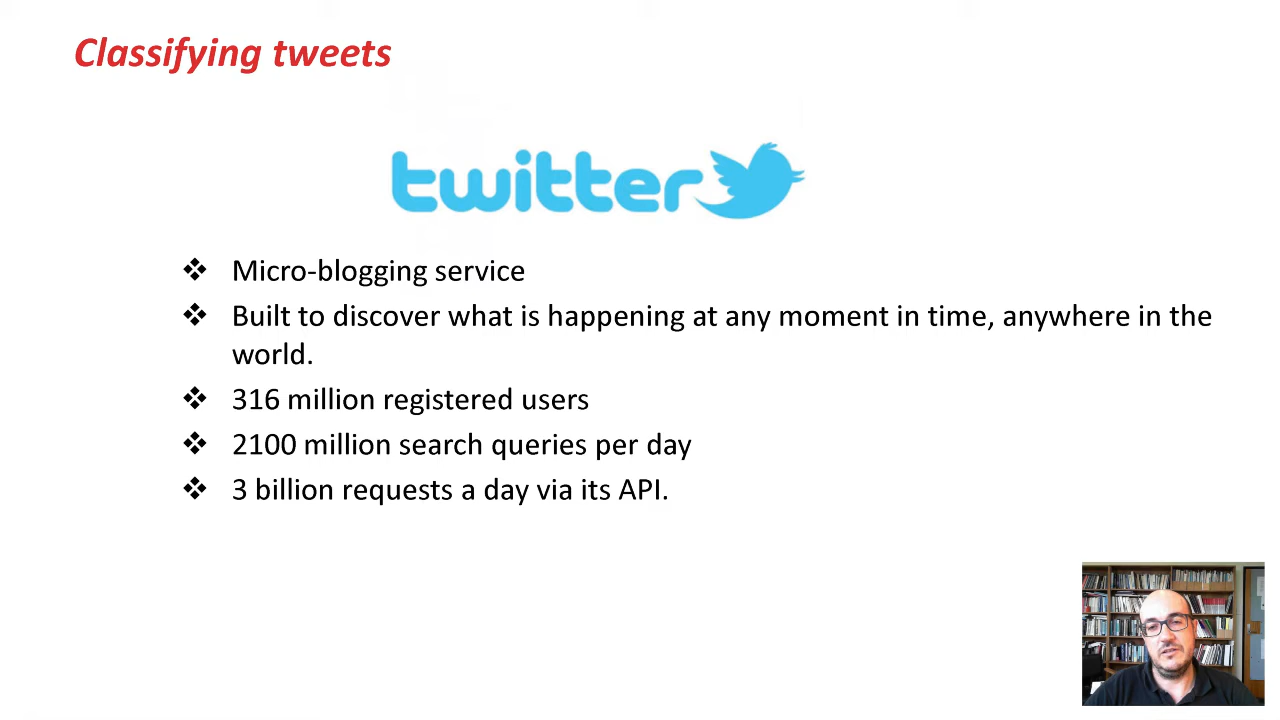 Classifying tweets
twitter
❖ Micro-blogging service
❖ Built to discover what is happening at any moment in time, anywhere in the
world.
❖ 316 million registered users
❖ 2100 million search queries per day
❖ 3 billion requests a day via its API.